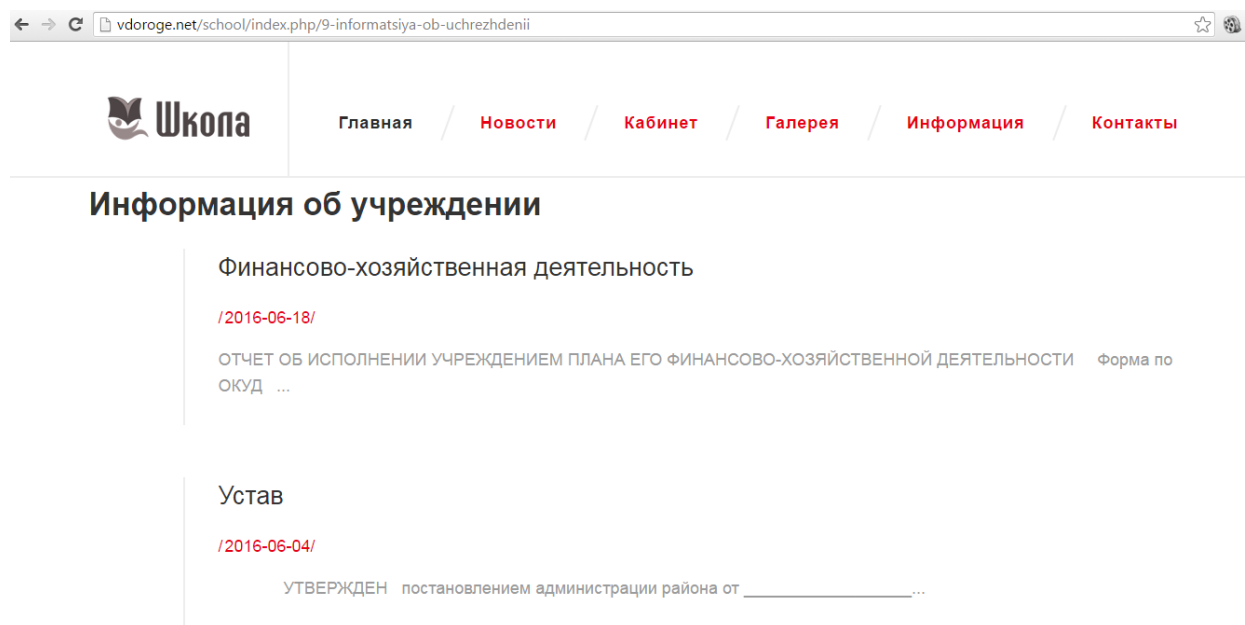 vdoroge.net/school/index.php/9-informatsiya-ob-uchrezhdenii
Школа
Главная / Новости / Кабинет / Галерея / Информация / Контакты
Информация об учреждении
Финансово-хозяйственная деятельность
/2016-06-18/
ОТЧЕТ ОБ ИСПОЛНЕНИИ УЧРЕЖДЕНИЕМ ПЛАНА ЕГО ФИНАНСОВО-ХОЗЯЙСТВЕННОЙ ДЕЯТЕЛЬНОСТИ Форма по
ОКУД ...
Устав
/2016-06-04/
УТВЕРЖДЕН постановлением администрации района от ___________________...